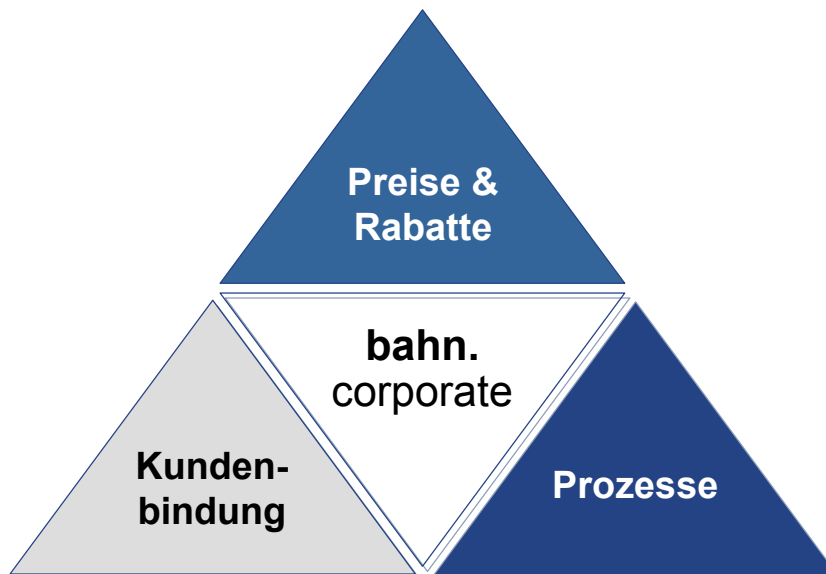 Preise &
Rabatte
bahn.
corporate
Kunden-
bindung
Prozesse